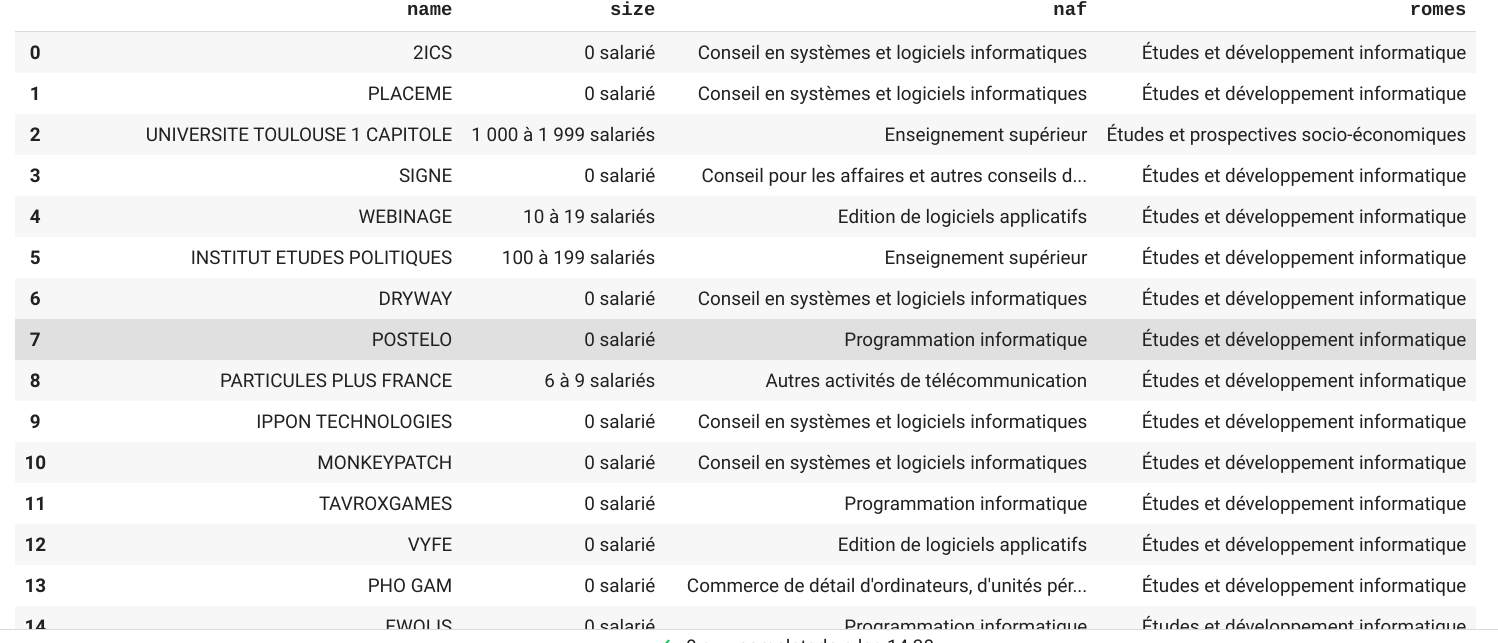 name size naf romes
0 2ICS 0 salarié Conseil en systèmes et logiciels informatiques Études et développement informatique
1 PLACEME 0 salarié Conseil en systèmes et logiciels informatiques Études et développement informatique
2 UNIVERSITE TOULOUSE 1 CAPITOLE 1 000 à 1 999 salariés Enseignement supérieur Études et prospectives socio-économiques
3 SIGNE 0 salarié Conseil pour les affaires et autres conseils d... Études et développement informatique
4 WEBINAGE 10 à 19 salariés Edition de logiciels applicatifs Études et développement informatique
5 INSTITUT ETUDES POLITIQUES 100 à 199 salariés Enseignement supérieur Études et développement informatique
6 DRYWAY 0 salarié Conseil en systèmes et logiciels informatiques Études et développement informatique
7 POSTELO 0 salarié Programmation informatique Études et développement informatique
8 PARTICULES PLUS FRANCE 6 à 9 salariés Autres activités de télécommunication Études et développement informatique
9 IPPON TECHNOLOGIES 0 salarié Conseil en systèmes et logiciels informatiques Études et développement informatique
10 MONKEYPATCH 0 salarié Conseil en systèmes et logiciels informatiques Études et développement informatique
11 TAVROXGAMES 0 salarié Programmation informatique Études et développement informatique
12 VYFE 0 salarié Edition de logiciels applicatifs Études et développement informatique
13 PHO GAM 0 salarié Commerce de détail d'ordinateurs, d'unités pér... Études et développement informatique
14 0 salarié Programmation informatique Études et développement informatique